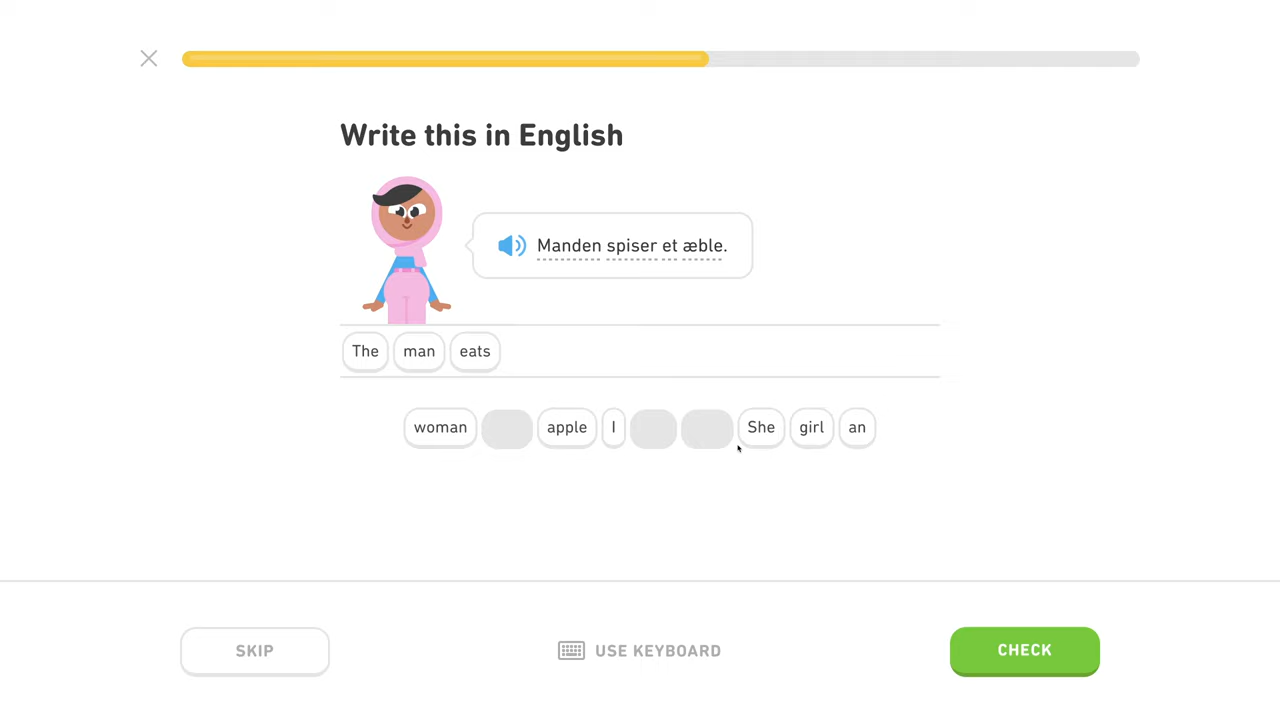 Write this in English
Manden spiser et æble.
The man eats
woman apple I She girl an
SKIP USE KEYBOARD CHECK